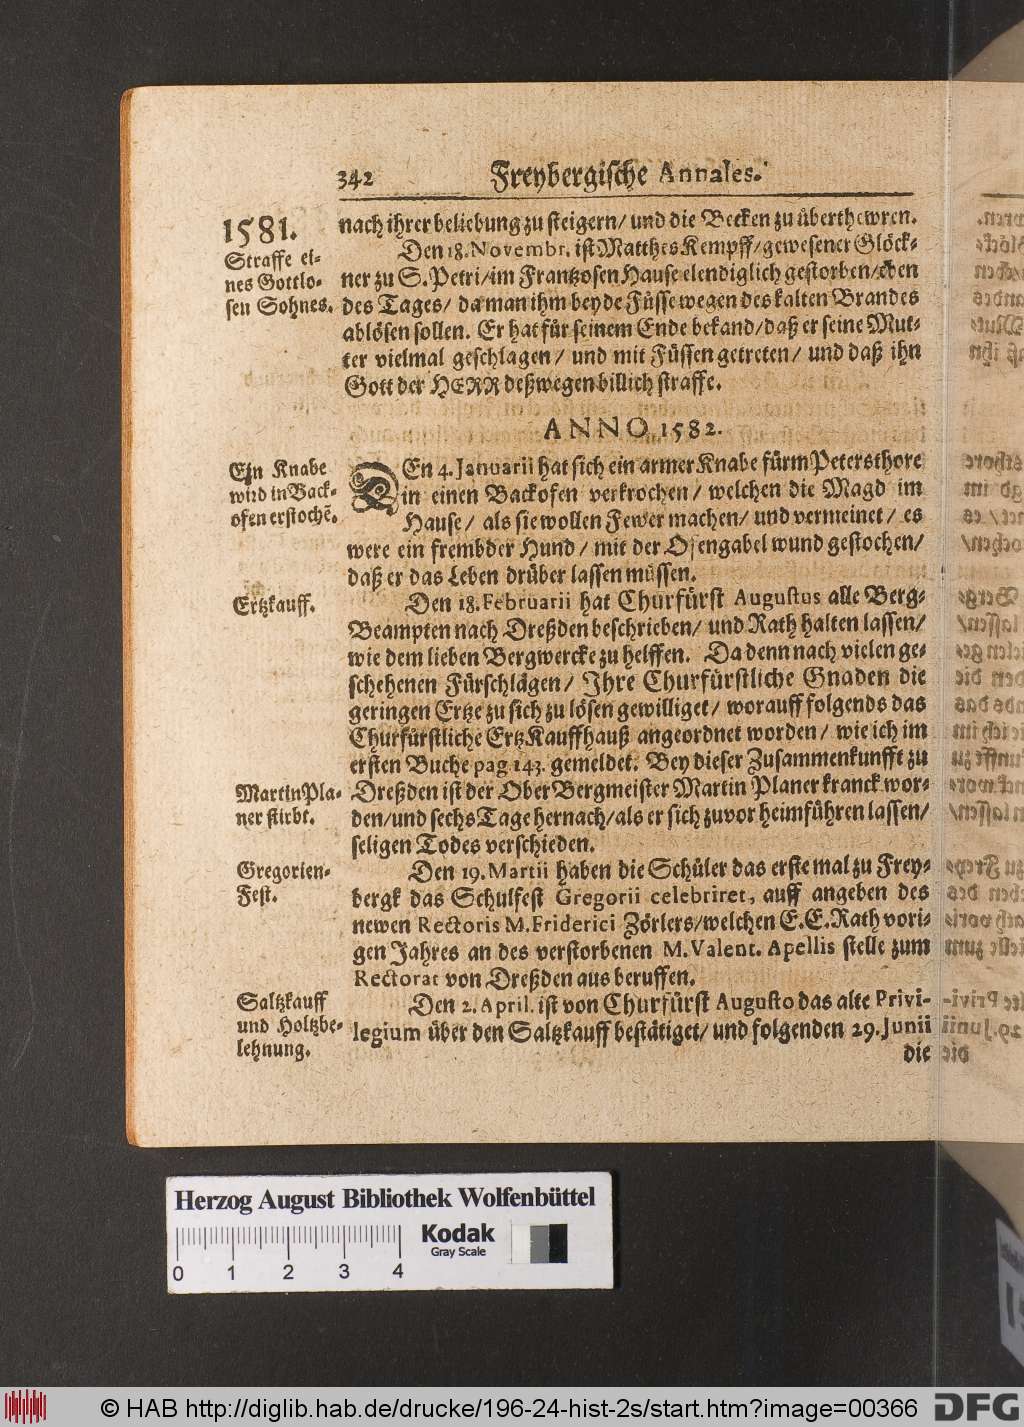 342 Freybergische Annales.
1581.
Straffe ei-
nes Gottlo-
sen Sohnes.
nach ihrer beliebung zu steigern/ und die Becken zu überthewren.
Den 18. Novembr. ist Matthes Kempff/ gewesener Glöck-
ner zu S. Petri/ im Frantzosen Hause elendiglich gestorben/ eben
des Tages/ da man ihm beyde Füsse wegen des kalten Brandes
ablösen sollen. Er hat für seinem Ende bekand/ daß er seine Mut-
ter vielmal geschlagen/ und mit Füssen getreten/ und daß ihn
Gott der HERR deßwegen billich straffe.
ANNO 1582.
Ein Knabe
wird in Back-
ofen erstochẽ.
DEn 4. Januarii hat sich ein armer Knabe fürm Petersthore
in einen Backofen verkrochen/ welchen die Magd im
Hause/ als sie wollen Fewer machen/ und vermeinet/ es
were ein frembder Hund/ mit der Ofengabel wund gestochen/
daß er das Leben drüber lassen müssen.
Ertzkauff.
Den 18. Februarii hat Churfürst Augustus alle Berg-
Beampten nach Dreßden beschrieben/ und Rath halten lassen/
wie dem lieben Bergwercke zu helffen. Da denn nach vielen ge-
schehenen Fürschlägen/ Ihre Churfürstliche Gnaden die
geringen Ertze zu sich zu lösen gewilliget/ worauff folgends das
Churfürstliche Ertz Kauffhauß angeordnet worden/ wie ich im
ersten Buche pag 143. gemeldet. Bey dieser Zusammenkunfft zu
Martin Pla-
ner stirbt.
Dreßden ist der Ober Bergmeister Martin Planer kranck wor-
den/ und sechs Tage hernach/ als er sich zuvor heimführen lassen/
seligen Todes verschieden.
Gregorien-
Fest.
Den 19. Martii haben die Schüler das erste mal zu Frey-
bergk das Schulfest Gregorii celebriret, auff angeben des
newen Rectoris M. Friderici Zörlers/ welchen E. E. Rath vori-
gen Jahres an des verstorbenen M. Valent. Apellis stelle zum
Rectorat von Dreßden aus beruffen.
Saltzkauff
und Holtzbe-
lehnung.
Den 2. April. ist von Churfürst Augusto das alte Privi-
legium über den Saltzkauff bestätiget/ und folgenden 29. Junii
die
Herzog August Bibliothek Wolfenbüttel
Kodak
Gray Scale
0 1 2 3 4
© HAB http://diglib.hab.de/drucke/196-24-hist-2s/start.htm?image=00366
DFG